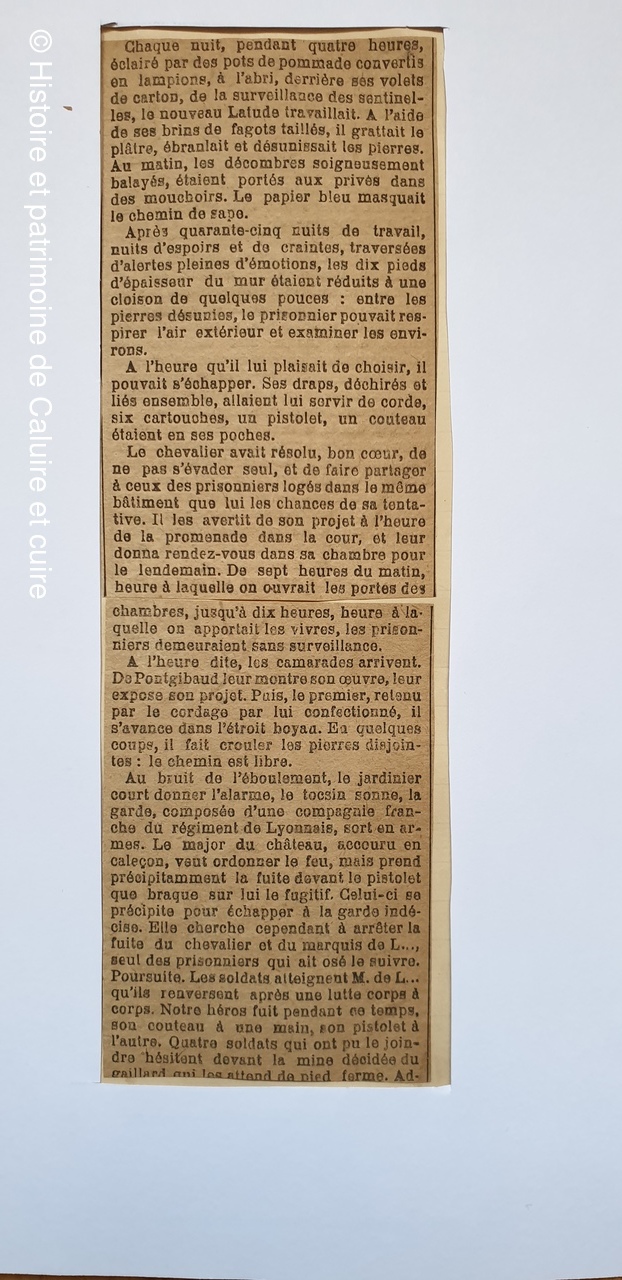 © Histoire et patrimoine de Caluire et cuire
Chaque nuit, pendant quatre heures,
éclairé par des pots de pommade convertis
en lampions, à l'abri, derrière ses volets
de carton, de la surveillance des sentinel-
les, le nouveau Latude travaillait. A l'aide
de ses brins de fagots taillés, il grattait le
plâtre, ébranlait et désunissait les pierres.
Au matin, les décombres soigneusement
balayés, étaient portés aux privés dans
des mouchoirs. Le papier bleu masquait
le chemin de sape.
Après quarante-cinq nuits de travail,
nuits d'espoirs et de craintes, traversées
d'alertes pleines d'émotions, les dix pieds
d'épaisseur du mur étaient réduits à une
cloison de quelques pouces : entre les
pierres désunies, le prisonnier pouvait res-
pirer l'air extérieur et examiner les envi-
rons.
A l'heure qu'il lui plaisait de choisir, il
pouvait s'échapper. Ses draps, déchirés et
liés ensemble, allaient lui servir de corde,
six cartouches, un pistolet, un couteau
étaient en ses poches.
Le chevalier avait résolu, bon cœur, de
ne pas s'évader seul, et de faire partager
à ceux des prisonniers logés dans le même
bâtiment que lui les chances de sa tenta-
tive. Il les avertit de son projet à l'heure
de la promenade dans la cour, et leur
donna rendez-vous dans sa chambre pour
le lendemain. De sept heures du matin,
heure à laquelle on ouvrait les portes des
chambres, jusqu'à dix heures, heure à la-
quelle on apportait les vivres, les prison-
niers demeuraient sans surveillance.
A l'heure dite, les camarades arrivent.
De Pontgibaud leur montre son œuvre, leur
expose son projet. Puis, le premier, retenu
par le cordage par lui confectionné, il
s'avance dans l'étroit boyau. En quelques
coups, il fait crouler les pierres disjoin-
tes : le chemin est libre.
Au bruit de l'éboulement, le jardinier
court donner l'alarme, le tocsin sonne, la
garde, composée d'une compagnie fran-
che du régiment de Lyonnais, sort en ar-
mes. Le major du château, accouru en
caleçon, veut ordonner le feu, mais prend
précipitamment la fuite devant le pistolet
que braque sur lui le fugitif. Celui-ci se
précipite pour échapper à la garde indé-
cise. Elle cherche cependant à arrêter la
fuite du chevalier et du marquis de L...,
seul des prisonniers qui ait osé le suivre.
Poursuite. Les soldats atteignent M. de L...
qu'ils renversent après une lutte corps à
corps. Notre héros fuit pendant ce temps,
son couteau à une main, son pistolet à
l'autre. Quatre soldats qui ont pu le join-
dre hésitent devant la mine décidée du
gaillard qui les attend de pied ferme. Ad-